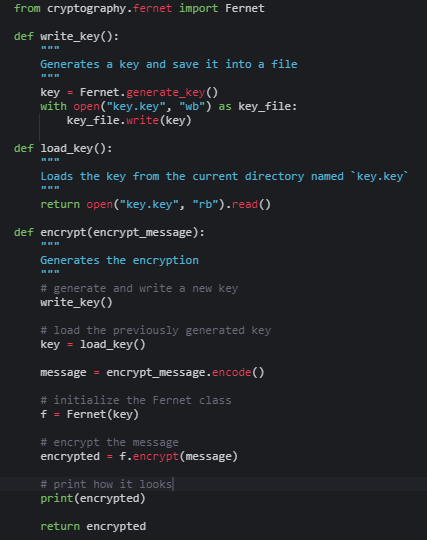 from cryptography.fernet import Fernet
def write_key():
    """
    Generates a key and save it into a file
    """
    key = Fernet.generate_key()
    with open("key.key", "wb") as key_file:
        key_file.write(key)
def load_key():
    """
    Loads the key from the current directory named `key.key`
    """
    return open("key.key", "rb").read()
def encrypt(encrypt_message):
    """
    Generates the encryption
    """
    # generate and write a new key
    write_key()
    # load the previously generated key
    key = load_key()
    message = encrypt_message.encode()
    # initialize the Fernet class
    f = Fernet(key)
    # encrypt the message
    encrypted = f.encrypt(message)
    # print how it looks
    print(encrypted)
    return encrypted